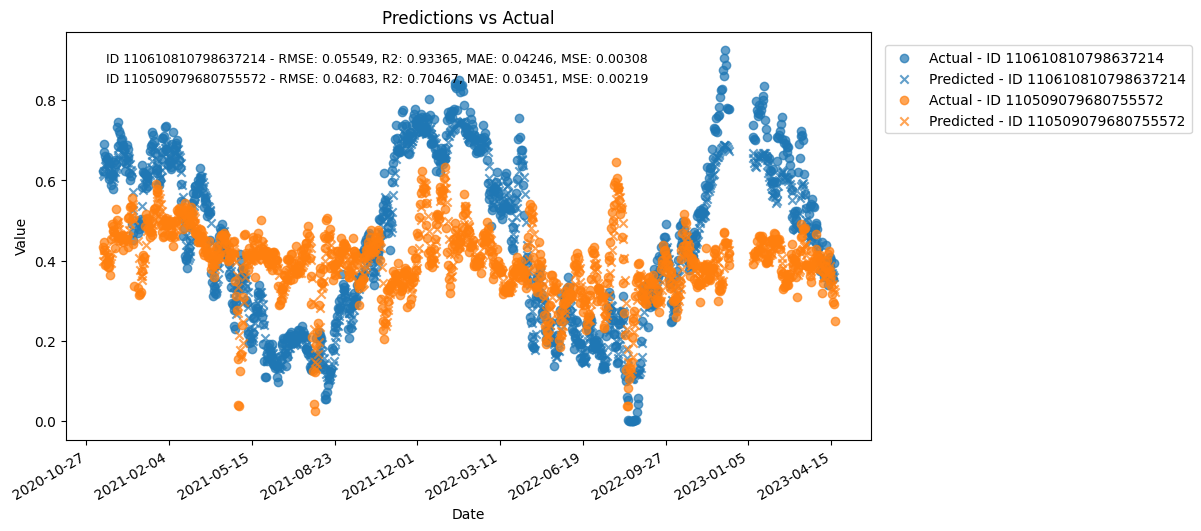 Predictions vs Actual
ID 110610810798637214 - RMSE: 0.05549, R2: 0.93365, MAE: 0.04246, MSE: 0.00308
ID 110509079680755572 - RMSE: 0.04683, R2: 0.70467, MAE: 0.03451, MSE: 0.00219
Actual - ID 110610810798637214
Predicted - ID 110610810798637214
Actual - ID 110509079680755572
Predicted - ID 110509079680755572
Value
0.8
0.6
0.4
0.2
0.0
2020-10-27
2021-02-04
2021-05-15
2021-08-23
2021-12-01
2022-03-11
2022-06-19
2022-09-27
2023-01-05
2023-04-15
Date